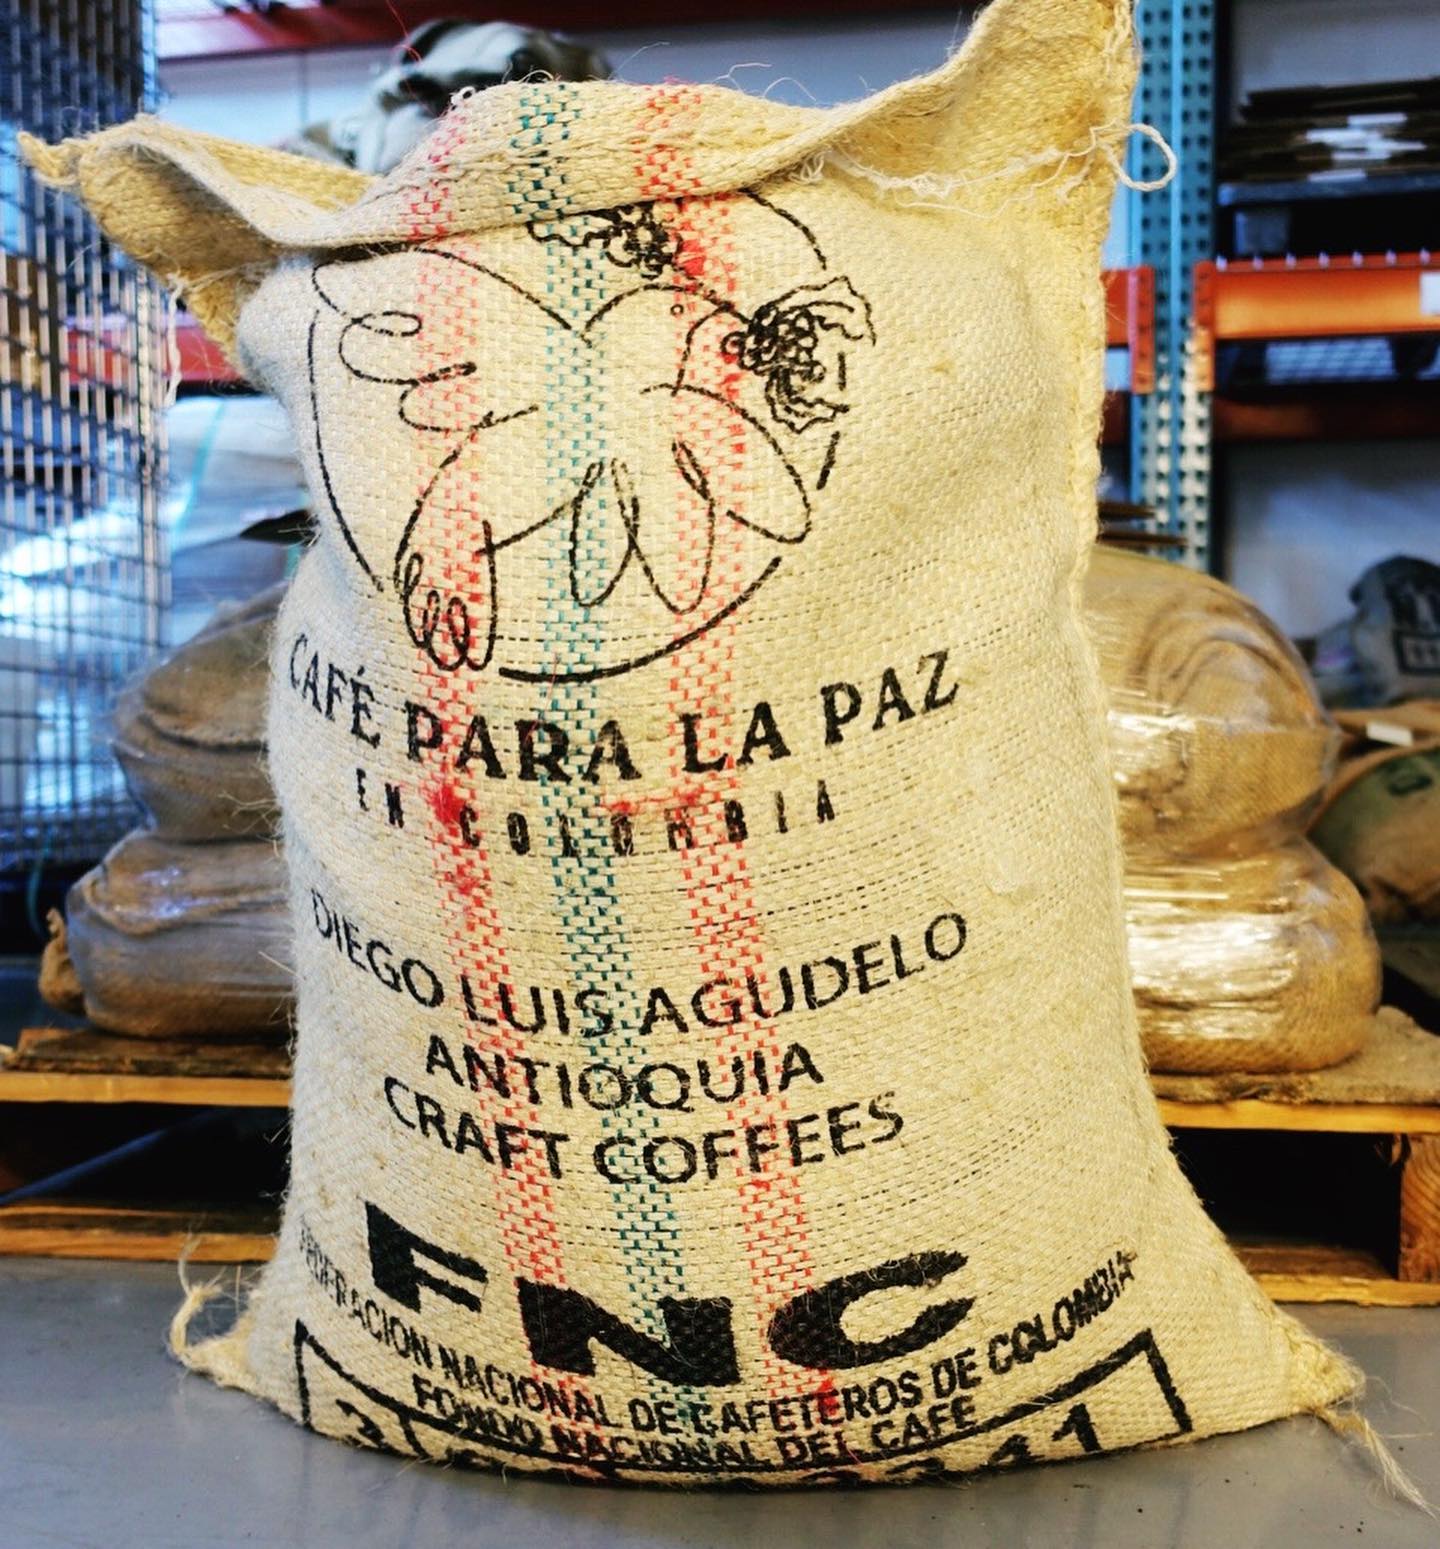 CAFÉ PARA LA PAZ
EN COLOMBIA
DIEGO LUIS AGUDELO
ANTIOQUIA
CRAFT COFFEES
FNC
FEDERACION NACIONAL DE CAFETEROS DE COLOMBIA
FONDO NACIONAL DEL CAFE